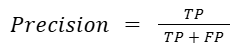 Precision = TP / TP + FP